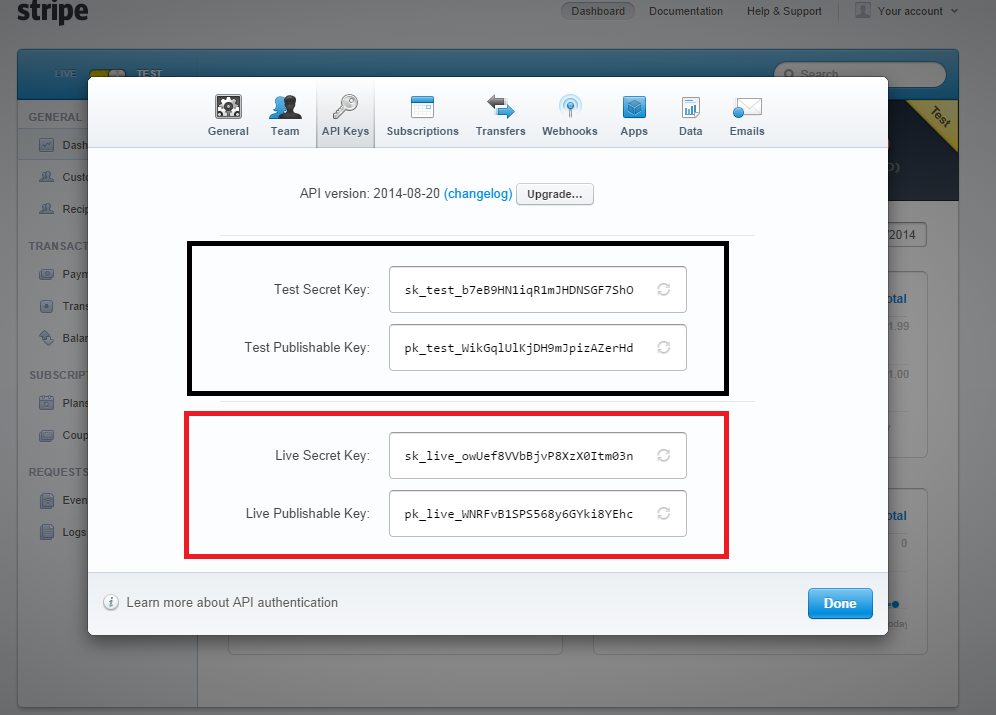 stripe
Dashboard Documentation Help & Support Your account
LIVE TEST Search
General Team API Keys Subscriptions Transfers Webhooks Apps Data Emails
Test
GENERAL
Dash
Custo
Recip
TRANSACT
Paym
Trans
Balan
SUBSCRIPT
Plans
Coup
REQUESTS
Even
Logs
API version: 2014-08-20 (changelog) Upgrade...
/2014
Test Secret Key: sk_test_b7eB9HN1iqR1mJHDNSGF7ShO
Test Publishable Key: pk_test_WikGqlUlKjDH9mJpizAZerHd
Live Secret Key: sk_live_owUef8VVbBjvP8XzX0Itm03n
Live Publishable Key: pk_live_WNRFvB1SPS568y6GYki8YEhc
otal
1.99
1.00
otal
0
oday
Learn more about API authentication
Done